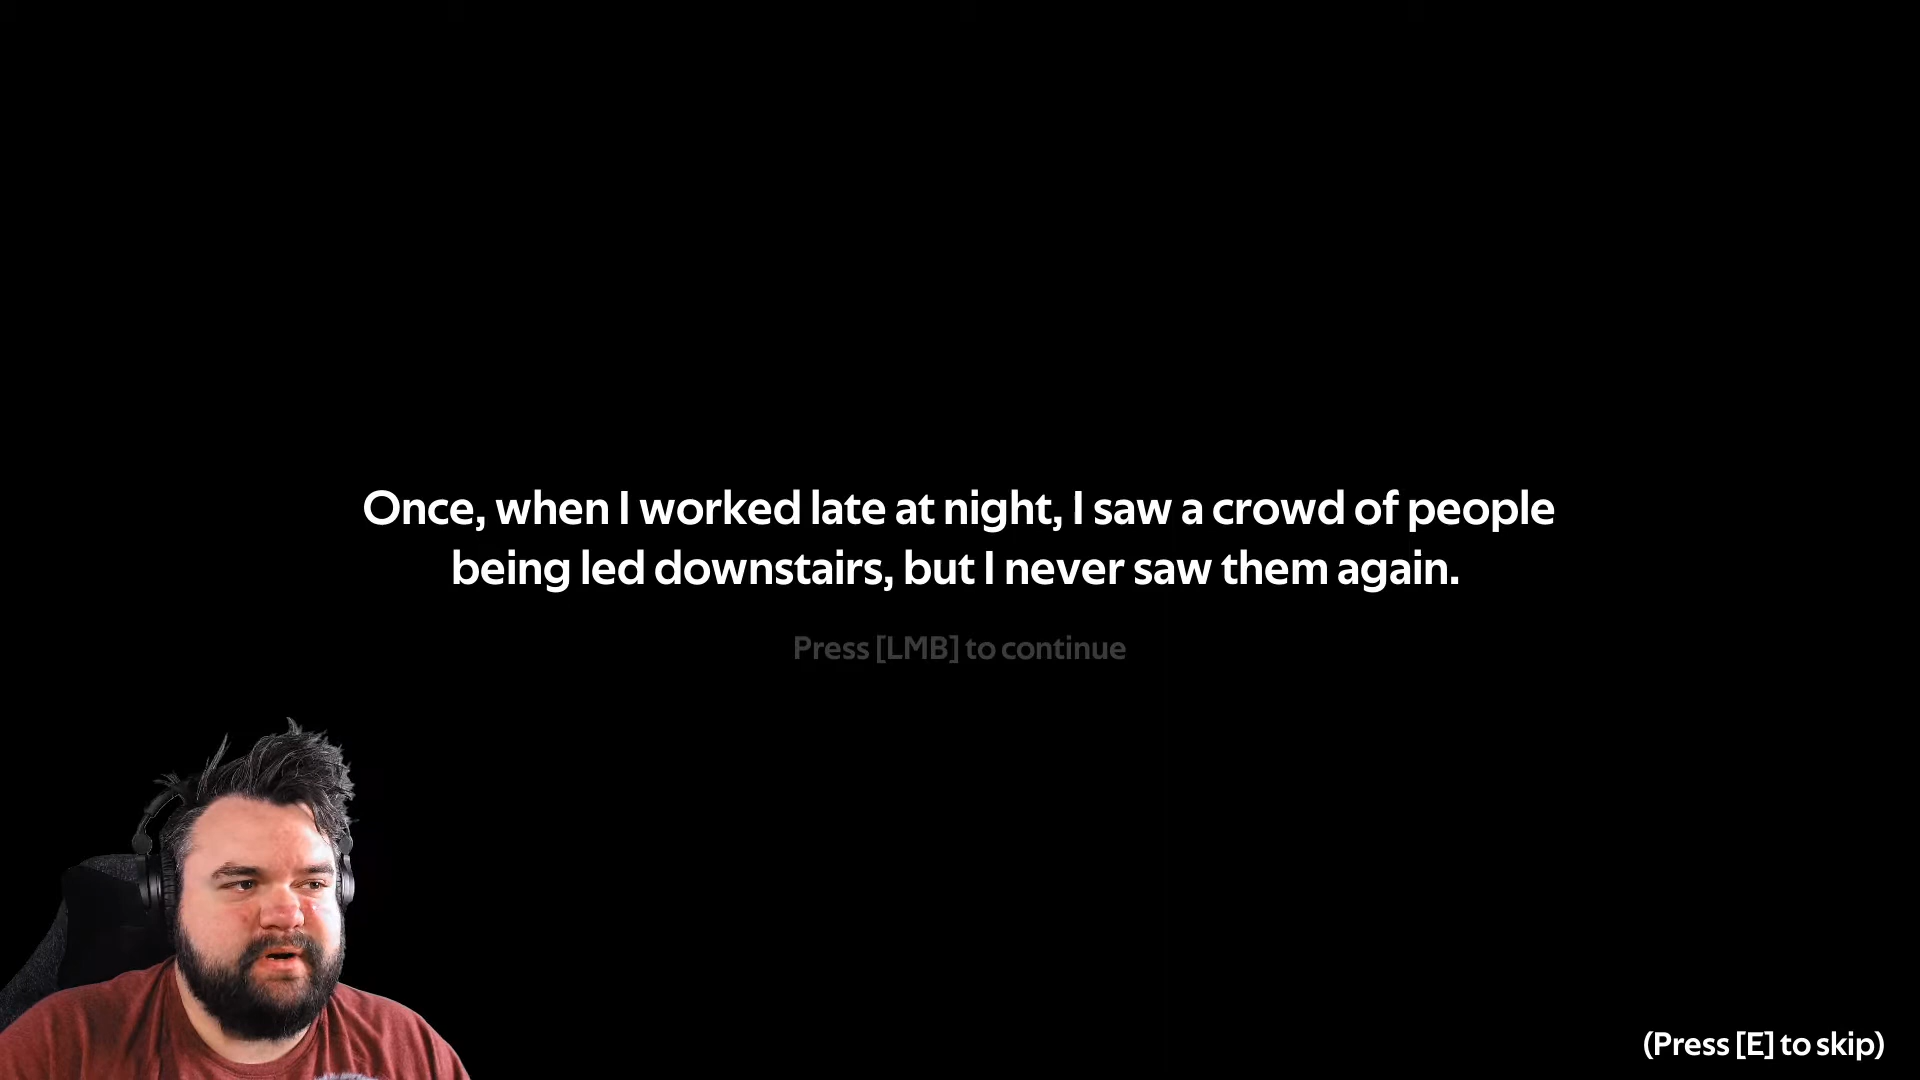 Once, when I worked late at night, I saw a crowd of people
being led downstairs, but I never saw them again.
Press [LMB] to continue
(Press [E] to skip)